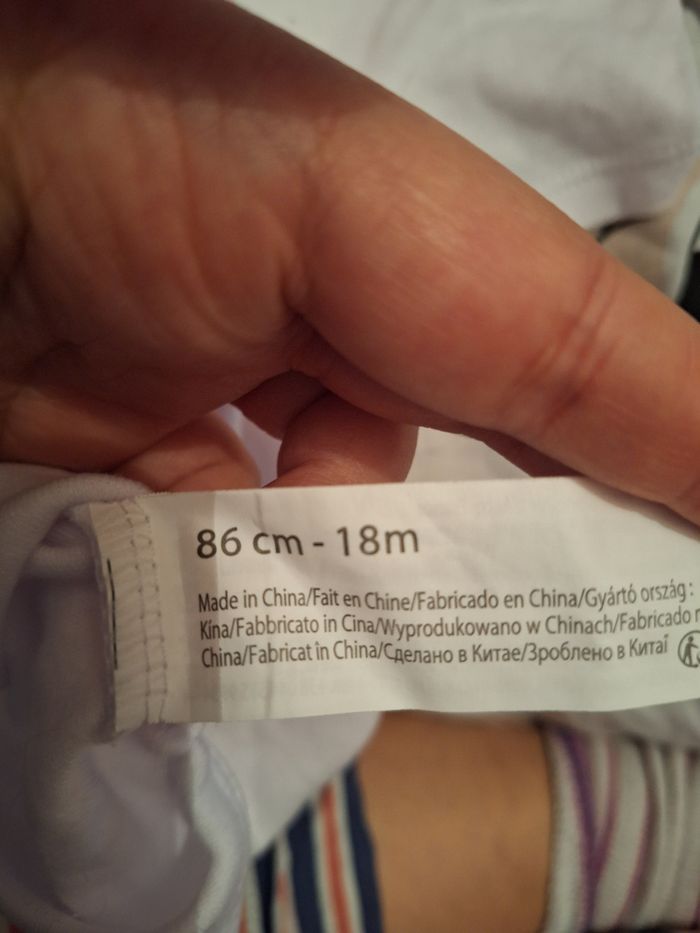 86 cm - 18m
Made in China/Fait en Chine/Fabricado en China/Gyártó ország :
Kína/Fabbricato in Cina/Wyprodukowano w Chinach/Fabricado
China/Fabricat în China/Сделано в Китае/Зроблено в Китаї